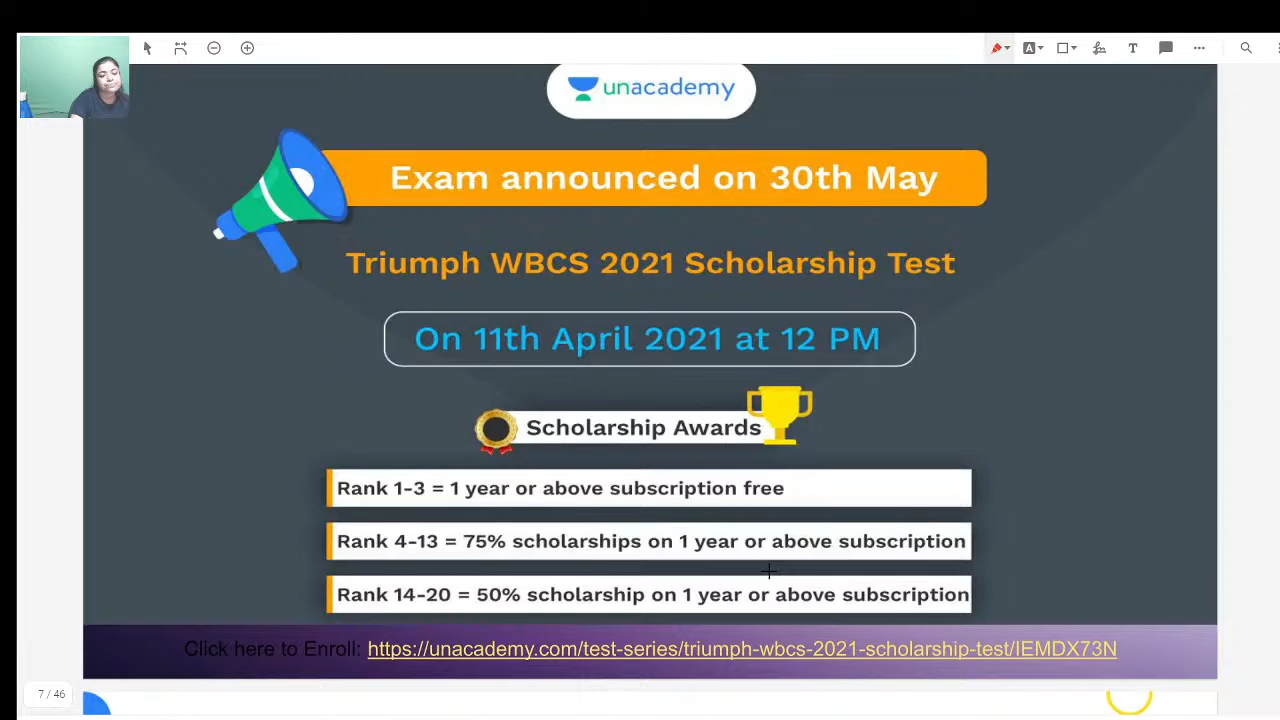 unacademy
Exam announced on 30th May
Triumph WBCS 2021 Scholarship Test
On 11th April 2021 at 12 PM
Scholarship Awards
Rank 1-3 = 1 year or above subscription free
Rank 4-13 = 75% scholarships on 1 year or above subscription
Rank 14-20 = 50% scholarship on 1 year or above subscription
Click here to Enroll: https://unacademy.com/test-series/triumph-wbcs-2021-scholarship-test/IEMDX73N
7 / 46